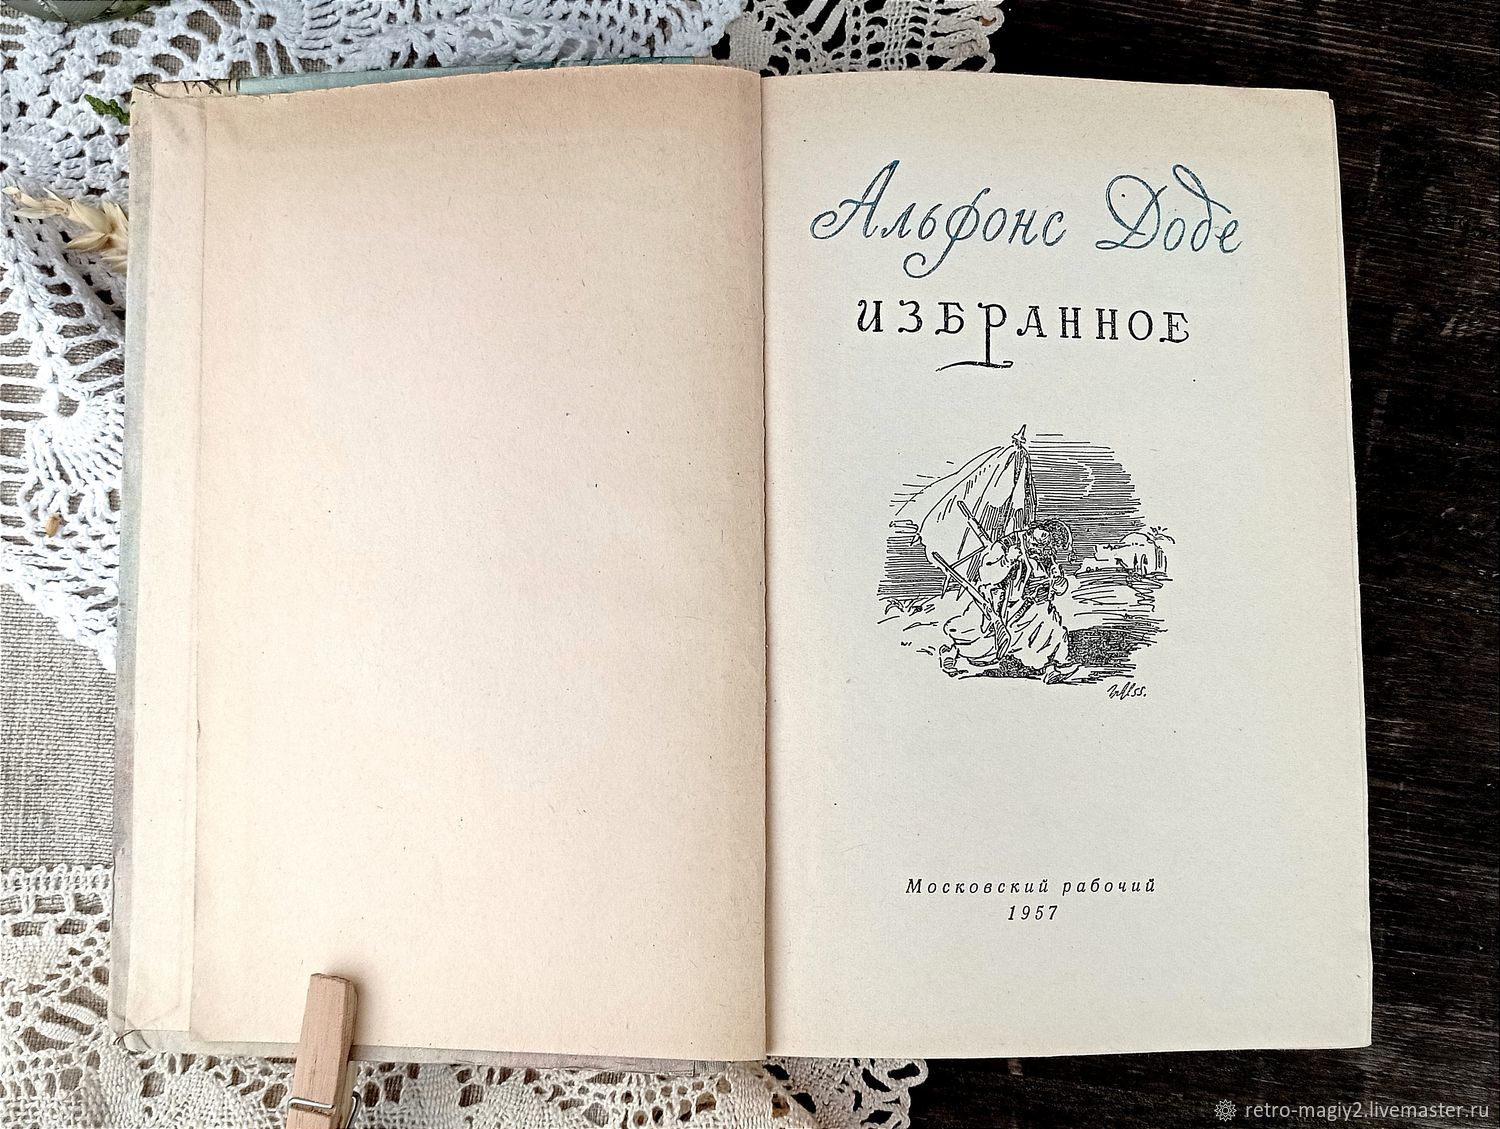 Альфонс Доде
ИЗБРАННОЕ
Московский рабочий
1957
retro-magiy2.livemaster.ru